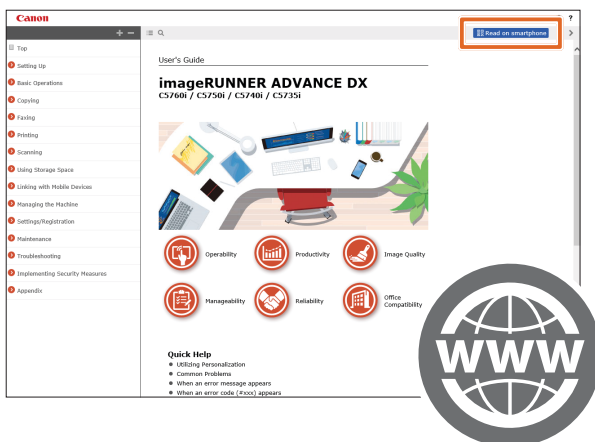 Canon
?
+ −
Read on smartphone
Top
Setting Up
Basic Operations
Copying
Faxing
Printing
Scanning
Using Storage Space
Linking with Mobile Devices
Managing the Machine
Settings/Registration
Maintenance
Troubleshooting
Implementing Security Measures
Appendix
User's Guide
imageRUNNER ADVANCE DX
C5760i / C5750i / C5740i / C5735i
Operability
Productivity
Image Quality
Manageability
Reliability
Office
Compatibility
Quick Help
Utilizing Personalization
Common Problems
When an error message appears
When an error code (#xxx) appears
WWW